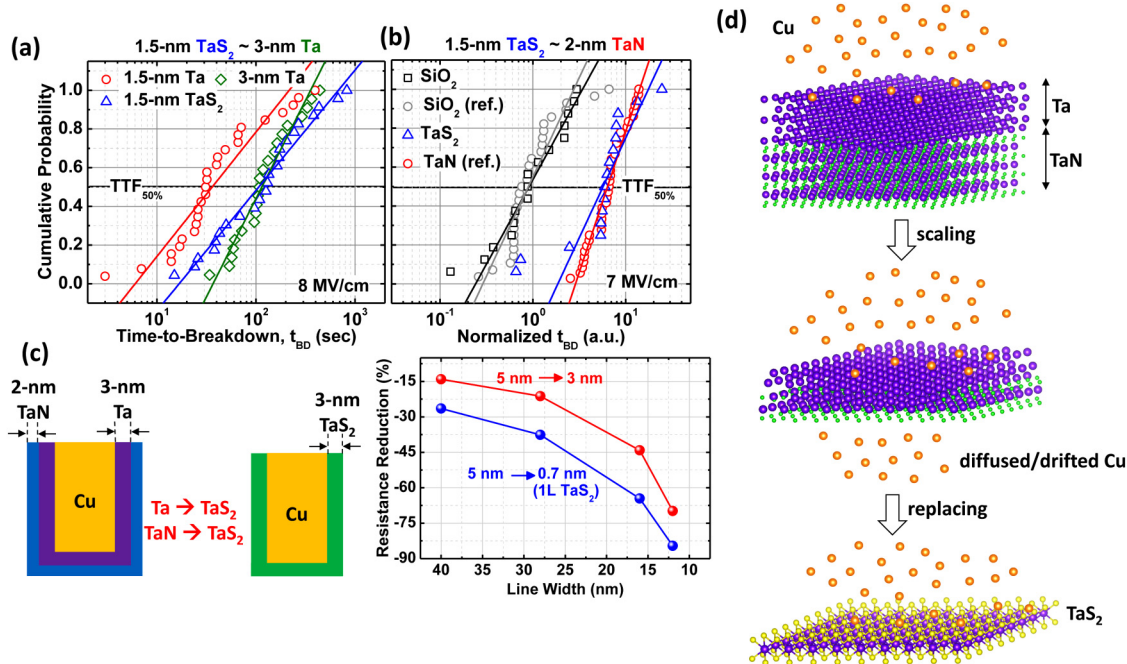 (a)
1.5-nm TaS2 ~ 3-nm Ta
1.5-nm Ta
3-nm Ta
1.5-nm TaS2
TTF50%
8 MV/cm
Cumulative Probability
1.0
0.8
0.6
0.4
0.2
0.0
10^1
10^2
10^3
Time-to-Breakdown, tBD (sec)
(b)
1.5-nm TaS2 ~ 2-nm TaN
SiO2
SiO2 (ref.)
TaS2
TaN (ref.)
TTF50%
7 MV/cm
10^-1
10^0
10^1
Normalized tBD (a.u.)
(c)
2-nm
TaN
3-nm
Ta
Cu
Ta → TaS2
TaN → TaS2
3-nm
TaS2
Cu
Resistance Reduction (%)
-15
-30
-45
-60
-75
-90
5 nm → 3 nm
5 nm → 0.7 nm
(1L TaS2)
40
35
30
25
20
15
10
Line Width (nm)
(d)
Cu
Ta
TaN
scaling
diffused/drifted Cu
replacing
TaS2